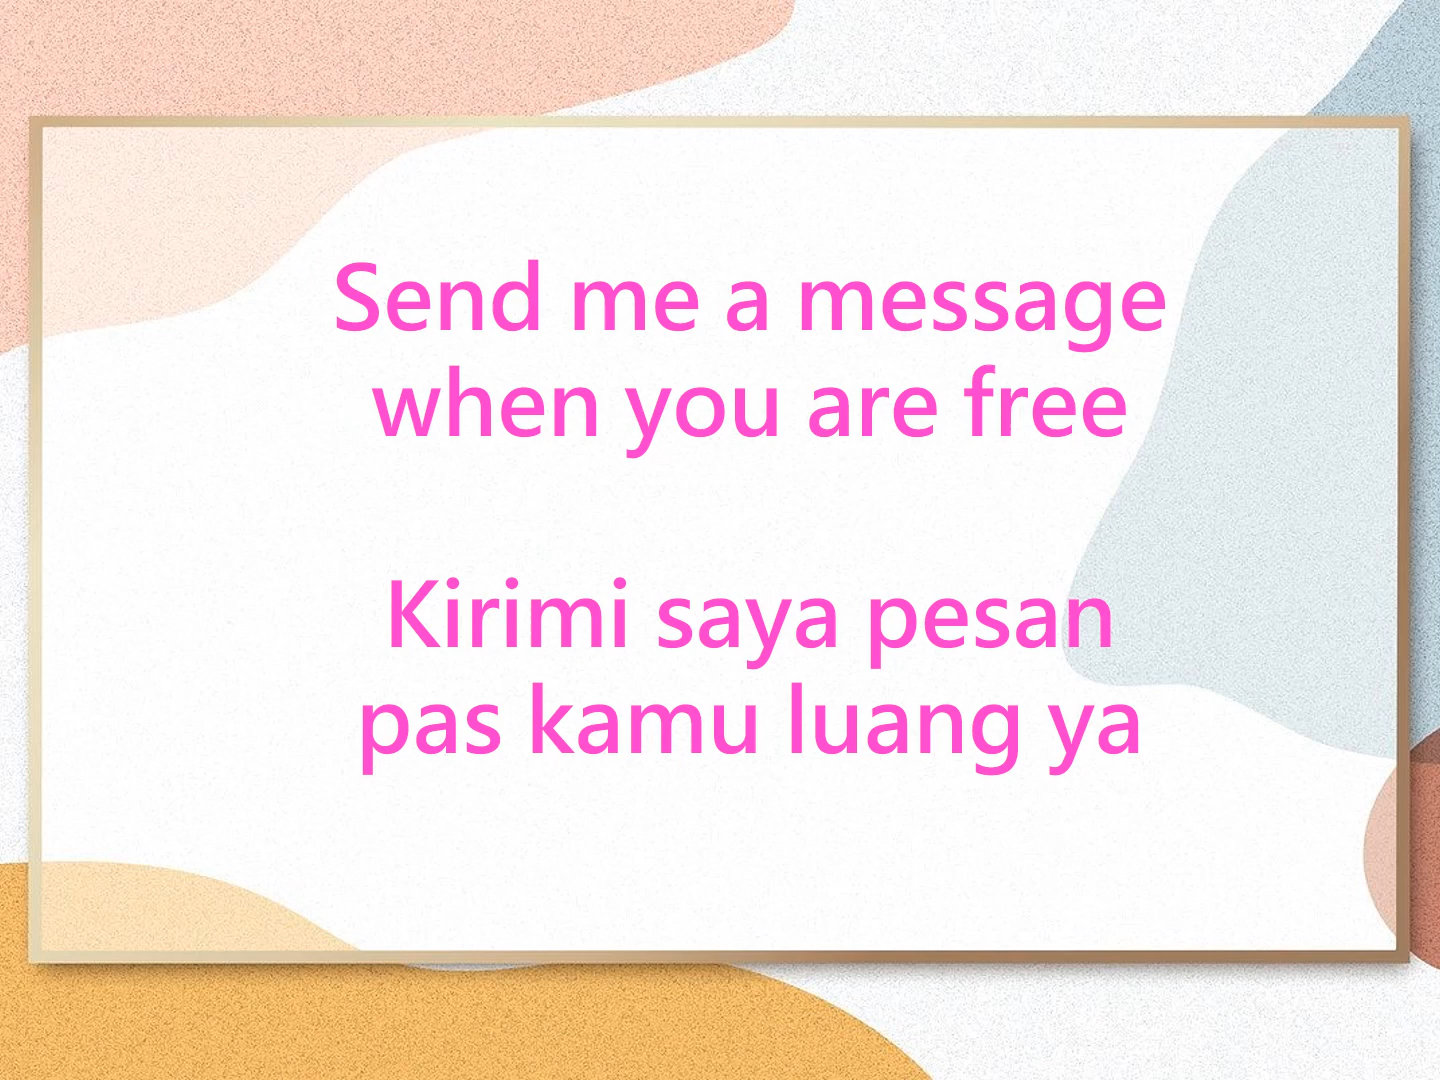 Send me a message
when you are free
Kirimi saya pesan
pas kamu luang ya